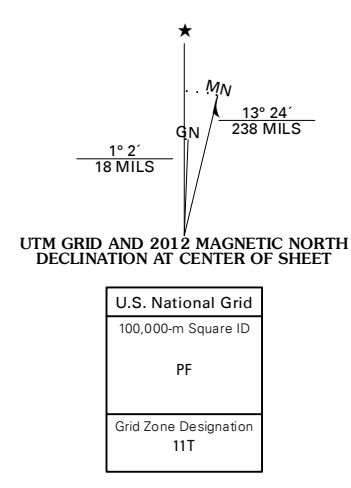 ★
MN
GN
13° 24´
238 MILS
1° 2´
18 MILS
UTM GRID AND 2012 MAGNETIC NORTH
DECLINATION AT CENTER OF SHEET
U.S. National Grid
100,000-m Square ID
PF
Grid Zone Designation
11T